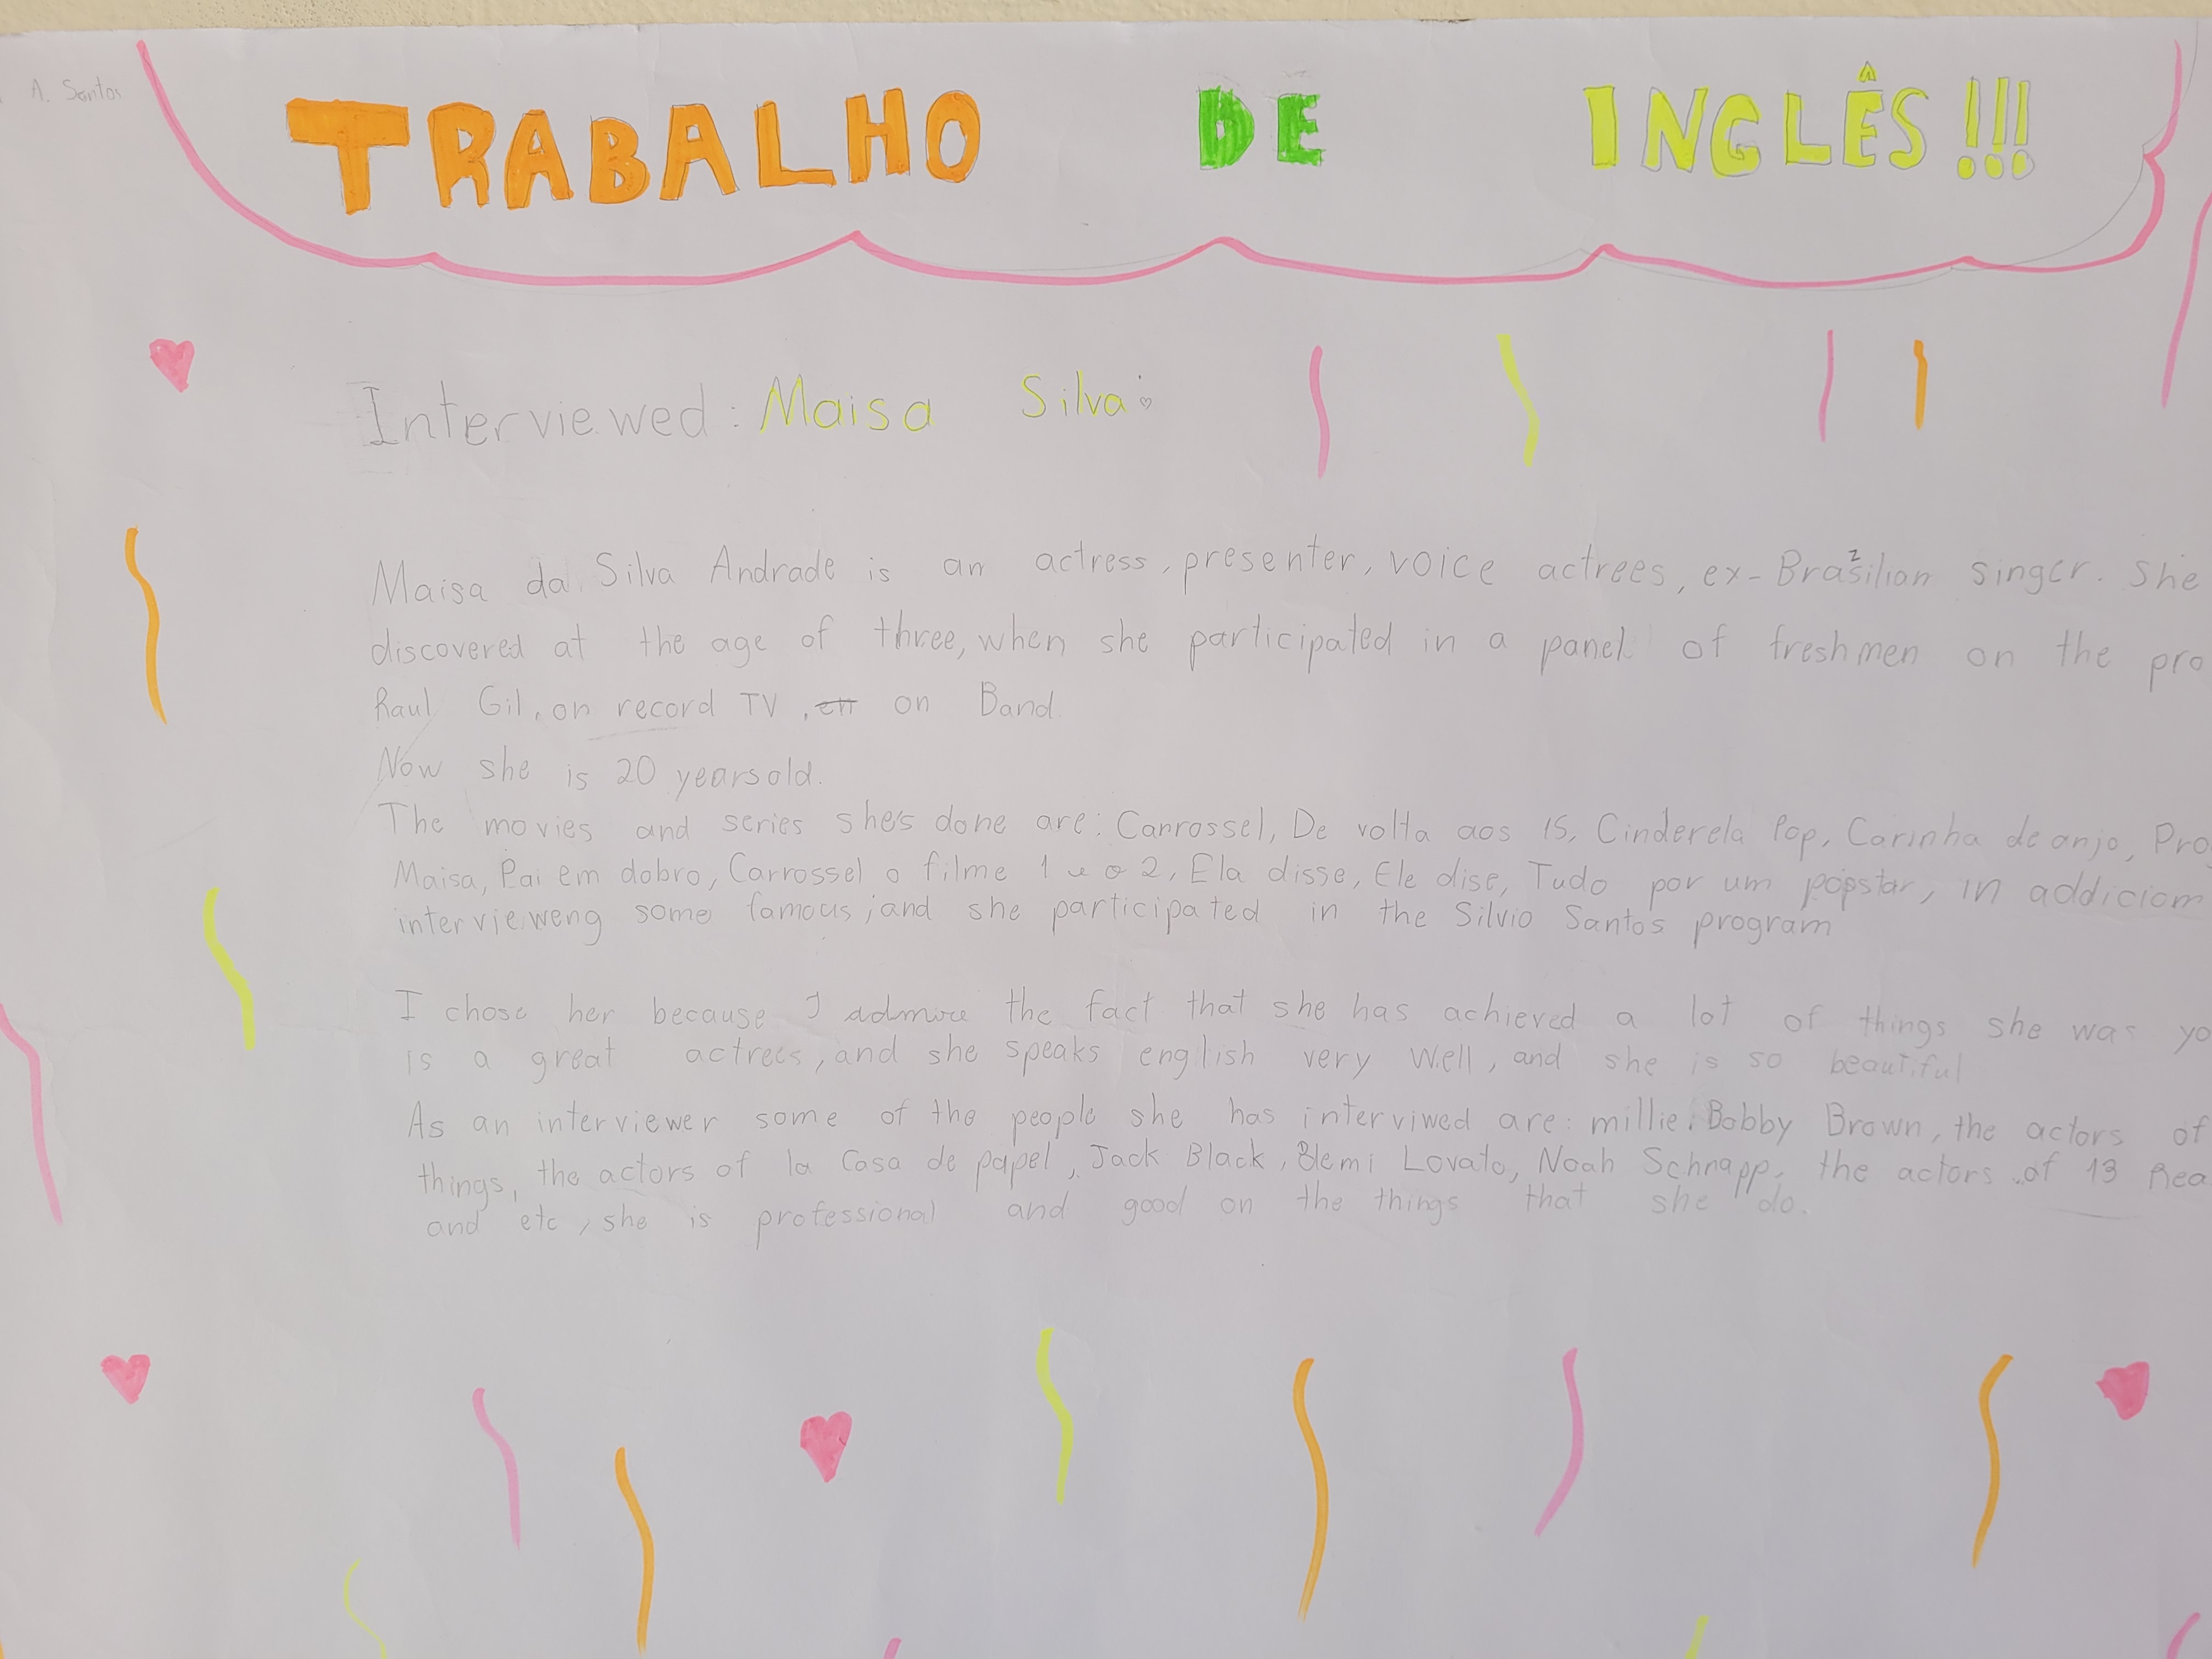 A. Santos
TRABALHO DE INGLÊS!!!
Interviewed: Maisa Silva
Maisa da Silva Andrade is an actress, presenter, voice actrees, ex-Brazilian singer. She
discovered at the age of three, when she participated in a panel of freshmen on the pro
Raul Gil, on record TV, on Band.
Now she is 20 years old.
The movies and series she's done are: Carrossel, De volta aos 15, Cinderela Pop, Carinha de anjo, Pro
Maisa, Pai em dobro, Carrossel o filme 1 e o 2, Ela disse, Ele dise, Tudo por um popstar, in addiciom
intervieweng some famous, and she participated in the Silvio Santo's program
I chose her because I admire the fact that she has achieved a lot of things she was yo
is a great actrees, and she speaks english very well, and she is so beautiful
As an interviewer some of the people she has interviwed are: millie Bobby Brown, the actors of
things, the actors of la Casa de papel, Jack Black, Demi Lovato, Noah Schnapp, the actors of 13 Rea
and etc, she is professional and good on the things that she do.